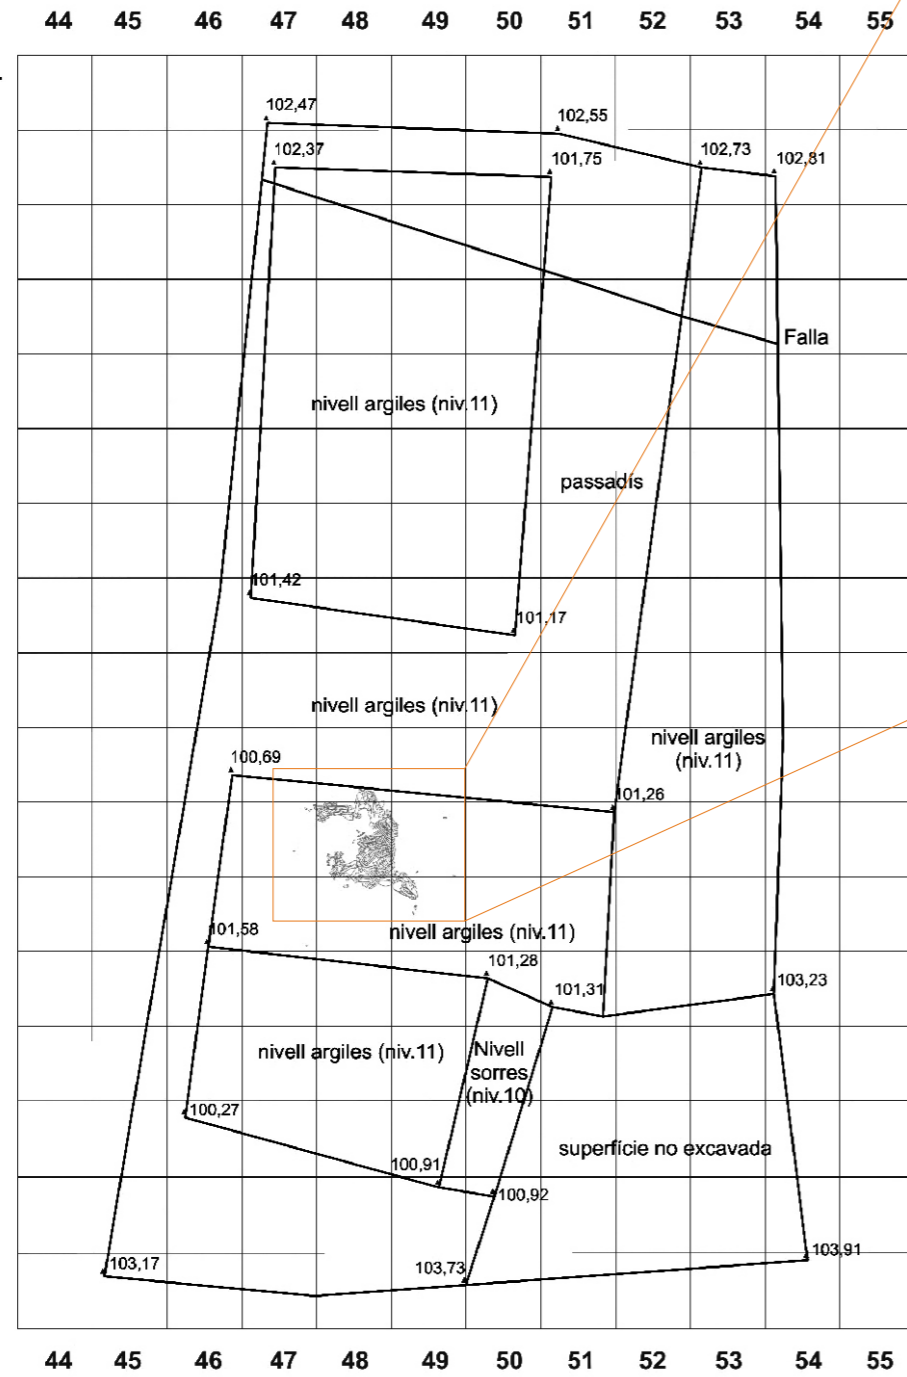 44 45 46 47 48 49 50 51 52 53 54 55
102,47
102,55
102,37
101,75
102,73
102,81
Falla
nivell argiles (niv.11)
passadís
101,42
101,17
nivell argiles (niv.11)
nivell argiles
(niv.11)
100,69
101,26
101,58
nivell argiles (niv.11)
101,28
101,31
103,23
nivell argiles (niv.11)
Nivell
sorres
(niv.10)
100,27
superfície no excavada
100,91
100,92
103,17
103,73
103,91
44 45 46 47 48 49 50 51 52 53 54 55